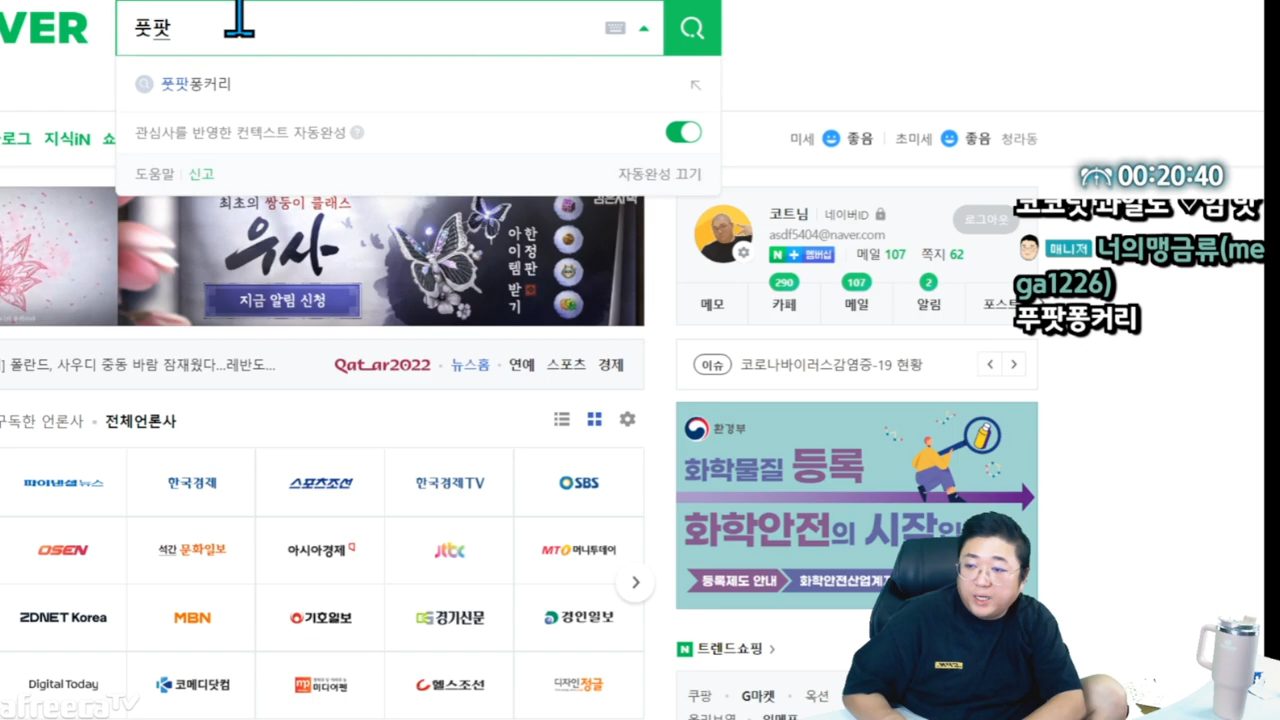 VER
풋팟
풋팟퐁커리
관심사를 반영한 컨텍스트 자동완성 ?
도움말 신고 자동완성 끄기
로그 지식iN 쇼
미세 좋음 초미세 좋음 청라동
00:20:40
최초의 쌍둥이 클래스
우사
지금 알림 신청
한정판
아이템 받기
코트님 네이버ID 로그아웃
asdf5404@naver.com
N + 멤버십 메일 107 쪽지 62
290 107 2
메모 카페 메일 알림 포스트
매니저 너의맹금류(me
ga1226)
푸팟퐁커리
] 폴란드, 사우디 중동 바람 잠재웠다...레반도... Qatar2022 뉴스홈 연예 스포츠 경제
이슈 코로나바이러스감염증-19 현황
구독한 언론사 전체언론사
파이낸셜뉴스 한국경제 스포츠조선 한국경제TV SBS
OSEN 석간 문화일보 아시아경제 jtbc MT 머니투데이
ZDNET Korea MBN 기호일보 경기신문 경인일보
Digital Today 코메디닷컴 미디어펜 헬스조선 디자인정글
환경부
화학물질 등록
화학안전의 시작
등록제도 안내 화학안전산업계
N 트렌드쇼핑
쿠팡 G마켓 옥션
afreecaTV